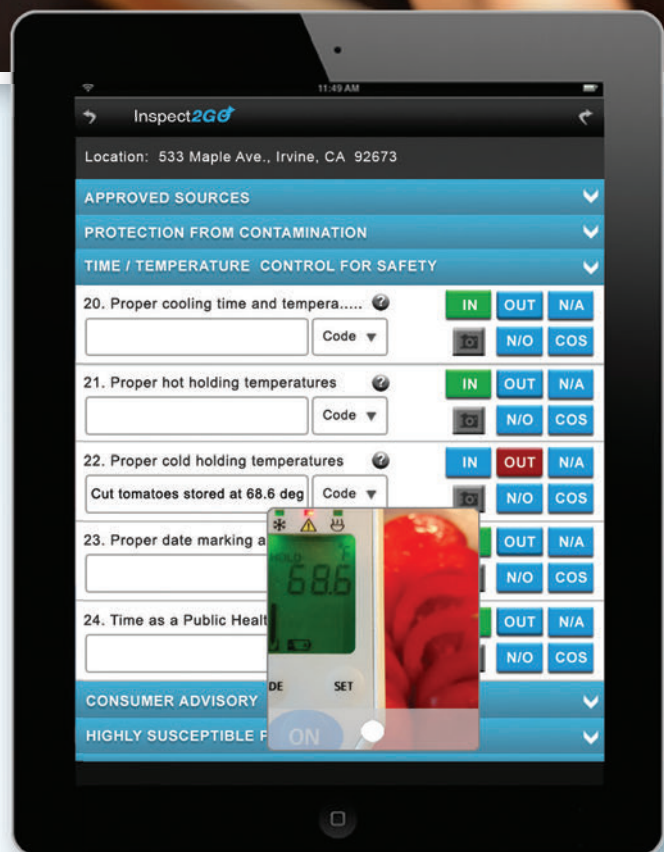 11:49 AM
Inspect2GO
Location: 533 Maple Ave., Irvine, CA 92673
APPROVED SOURCES
PROTECTION FROM CONTAMINATION
TIME / TEMPERATURE CONTROL FOR SAFETY
20. Proper cooling time and tempera..... ? IN OUT N/A
Code N/O COS
21. Proper hot holding temperatures ? IN OUT N/A
Code N/O COS
22. Proper cold holding temperatures ? IN OUT N/A
Cut tomatoes stored at 68.6 deg Code N/O COS
23. Proper date marking a OUT N/A
N/O COS
24. Time as a Public Healt OUT N/A
N/O COS
HOLD °F
68.6
DE SET
ON
CONSUMER ADVISORY
HIGHLY SUSCEPTIBLE